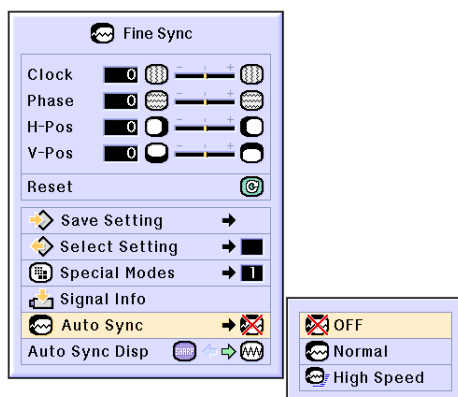 Fine Sync
Clock 0 - +
Phase 0 - +
H-Pos 0 - +
V-Pos 0 - +
Reset
Save Setting
Select Setting
Special Modes 1
Signal Info
Auto Sync
Auto Sync Disp SHARP
OFF
Normal
High Speed